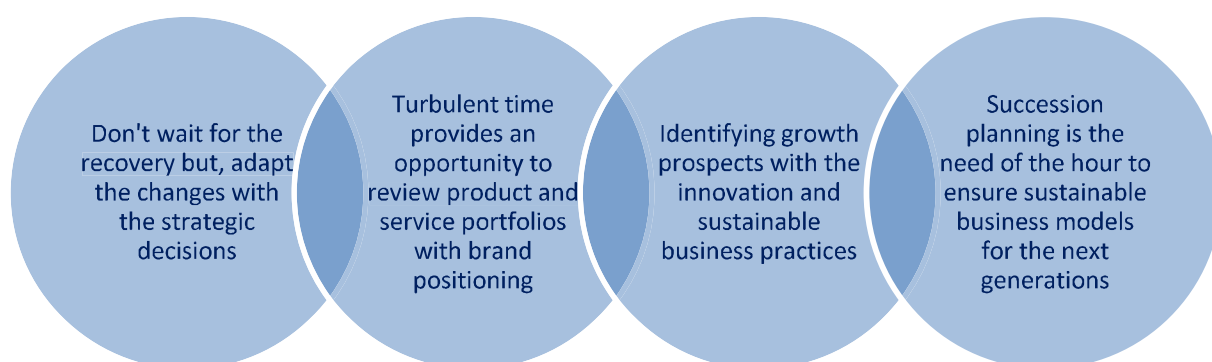 Don't wait for the
recovery but, adapt
the changes with
the strategic
decisions
Turbulent time
provides an
opportunity to
review product and
service portfolios
with brand
positioning
Identifying growth
prospects with the
innovation and
sustainable
business practices
Succession
planning is the
need of the hour to
ensure sustainable
business models
for the next
generations